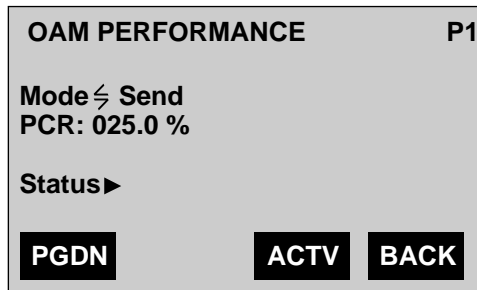 OAM PERFORMANCE P1
Mode Send
PCR: 025.0 %
Status
PGDN ACTV BACK